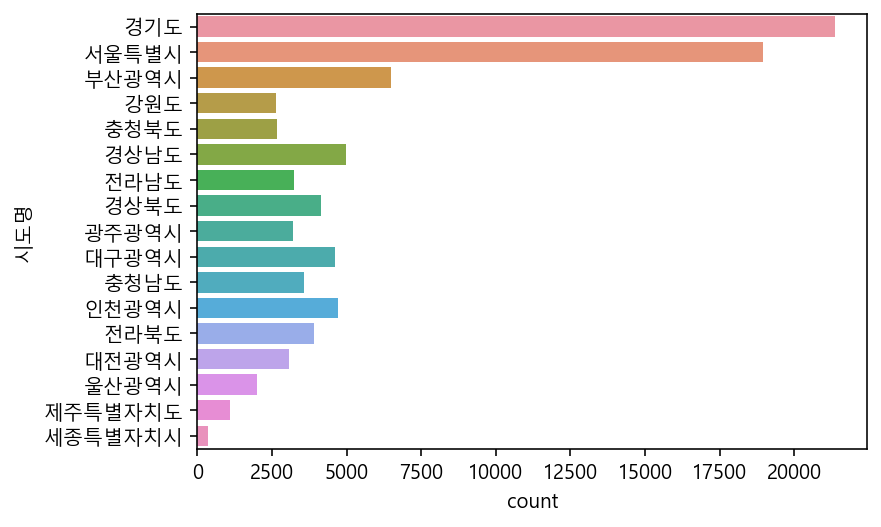 경기도
서울특별시
부산광역시
강원도
충청북도
경상남도
전라남도
경상북도
광주광역시
대구광역시
충청남도
인천광역시
전라북도
대전광역시
울산광역시
제주특별자치도
세종특별자치시
시도명
0 2500 5000 7500 10000 12500 15000 17500 20000
count